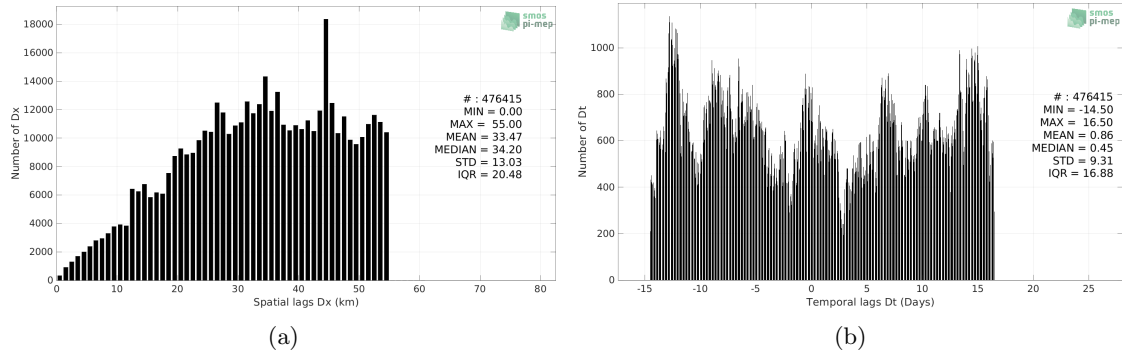 smos
pi-mep
18000
16000
14000
12000
10000
8000
6000
4000
2000
0
Number of Dx
# : 476415
MIN = 0.00
MAX = 55.00
MEAN = 33.47
MEDIAN = 34.20
STD = 13.03
IQR = 20.48
0 10 20 30 40 50 60 70 80
Spatial lags Dx (km)
(a)
smos
pi-mep
1000
800
600
400
200
0
Number of Dt
# : 476415
MIN = -14.50
MAX = 16.50
MEAN = 0.86
MEDIAN = 0.45
STD = 9.31
IQR = 16.88
-15 -10 -5 0 5 10 15 20 25
Temporal lags Dt (Days)
(b)